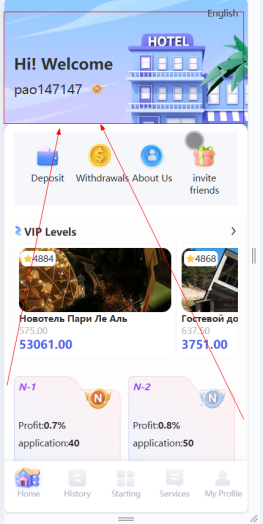 English
HOTEL
Hi! Welcome
pao147147
Deposit
Withdrawals
About Us
invite
friends
VIP Levels
4884
4868
Новотель Пари Ле Аль
575.00
53061.00
Гостевой до
637.50
3751.00
N-1
N
Profit:0.7%
application:40
N-2
N
Profit:0.8%
application:50
Home
History
Starting
Services
My Profile